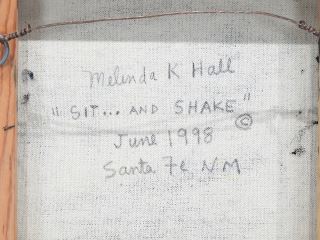 Melinda K Hall
"SIT... AND SHAKE" ©
June 1998
Santa Fe NM